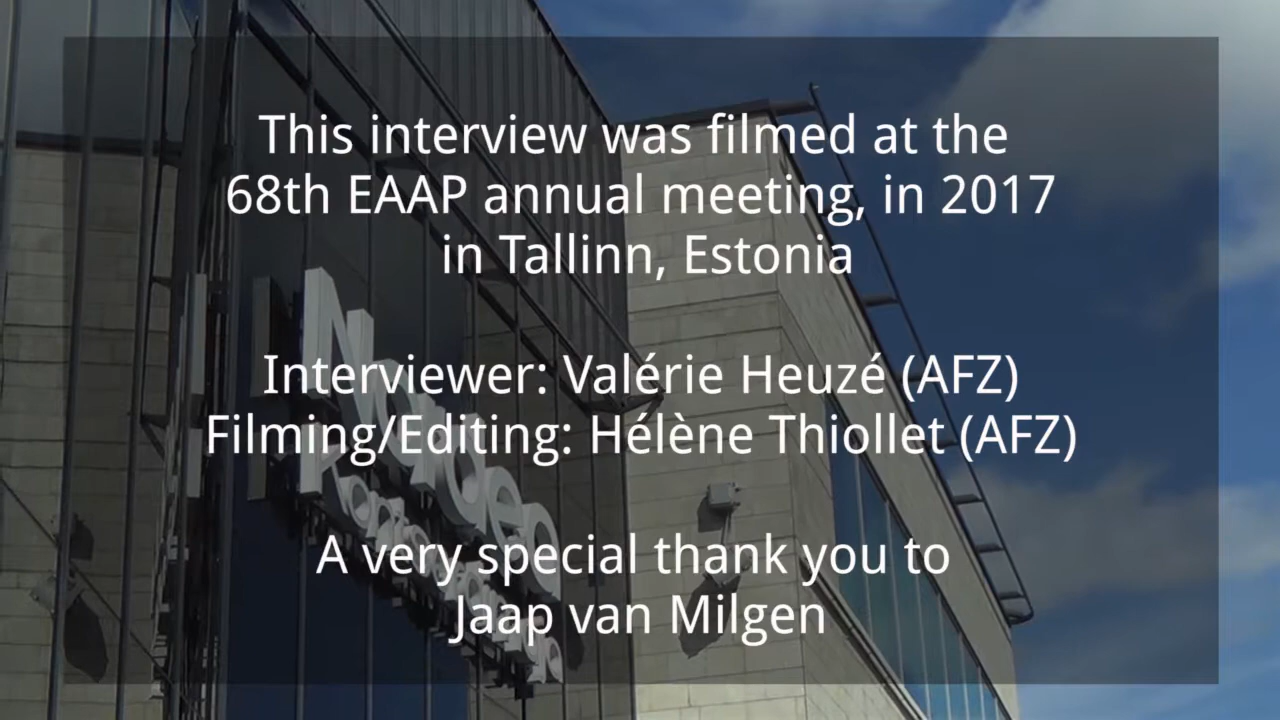 This interview was filmed at the
68th EAAP annual meeting, in 2017
in Tallinn, Estonia
Interviewer: Valérie Heuzé (AFZ)
Filming/Editing: Hélène Thiollet (AFZ)
A very special thank you to
Jaap van Milgen
Nordea